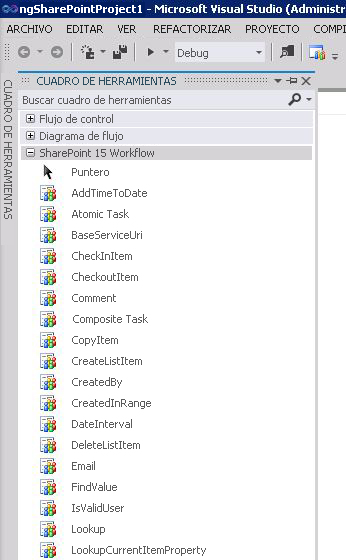 ngSharePointProject1 - Microsoft Visual Studio (Administr
ARCHIVO EDITAR VER REFACTORIZAR PROYECTO COMPI
Debug
CUADRO DE HERRAMIENTAS
CUADRO DE HERRAMIENTAS
Buscar cuadro de herramientas
Flujo de control
Diagrama de flujo
SharePoint 15 Workflow
Puntero
AddTimeToDate
Atomic Task
BaseServiceUri
CheckInItem
CheckoutItem
Comment
Composite Task
CopyItem
CreateListItem
CreatedBy
CreatedInRange
DateInterval
DeleteListItem
Email
FindValue
IsValidUser
Lookup
LookupCurrentItemProperty